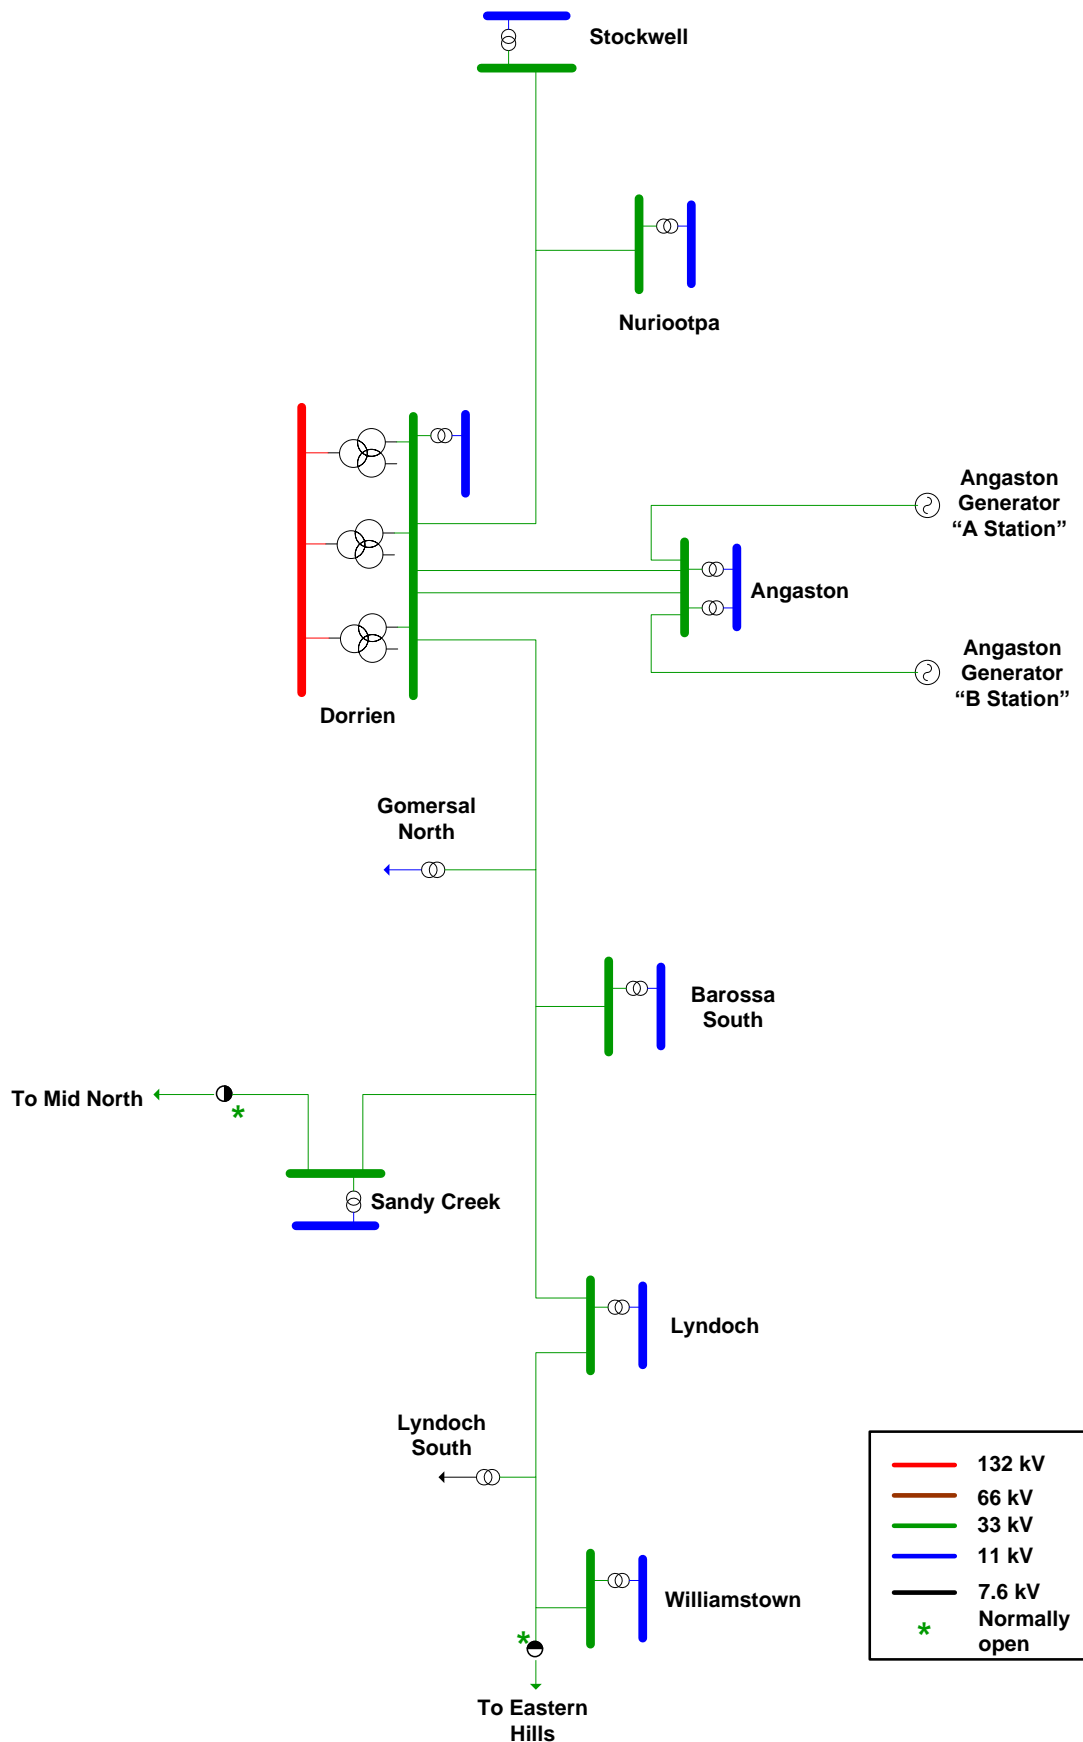 Stockwell
Nuriootpa
Angaston
Generator
“A Station”
Angaston
Angaston
Generator
“B Station”
Dorrien
Gomersal
North
Barossa
South
To Mid North
*
Sandy Creek
Lyndoch
Lyndoch
South
Williamstown
*
To Eastern
Hills
132 kV
66 kV
33 kV
11 kV
7.6 kV
* Normally
open